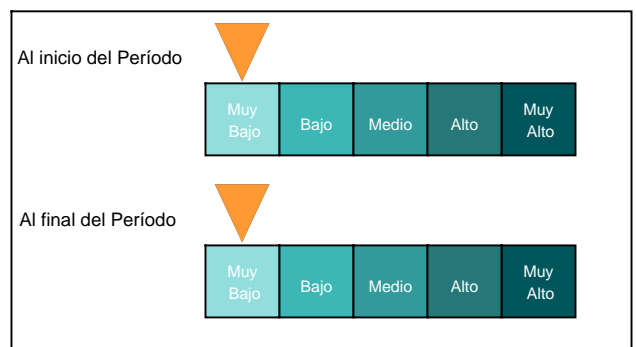 Al inicio del Período
Muy Bajo
Bajo
Medio
Alto
Muy Alto
Al final del Período
Muy Bajo
Bajo
Medio
Alto
Muy Alto